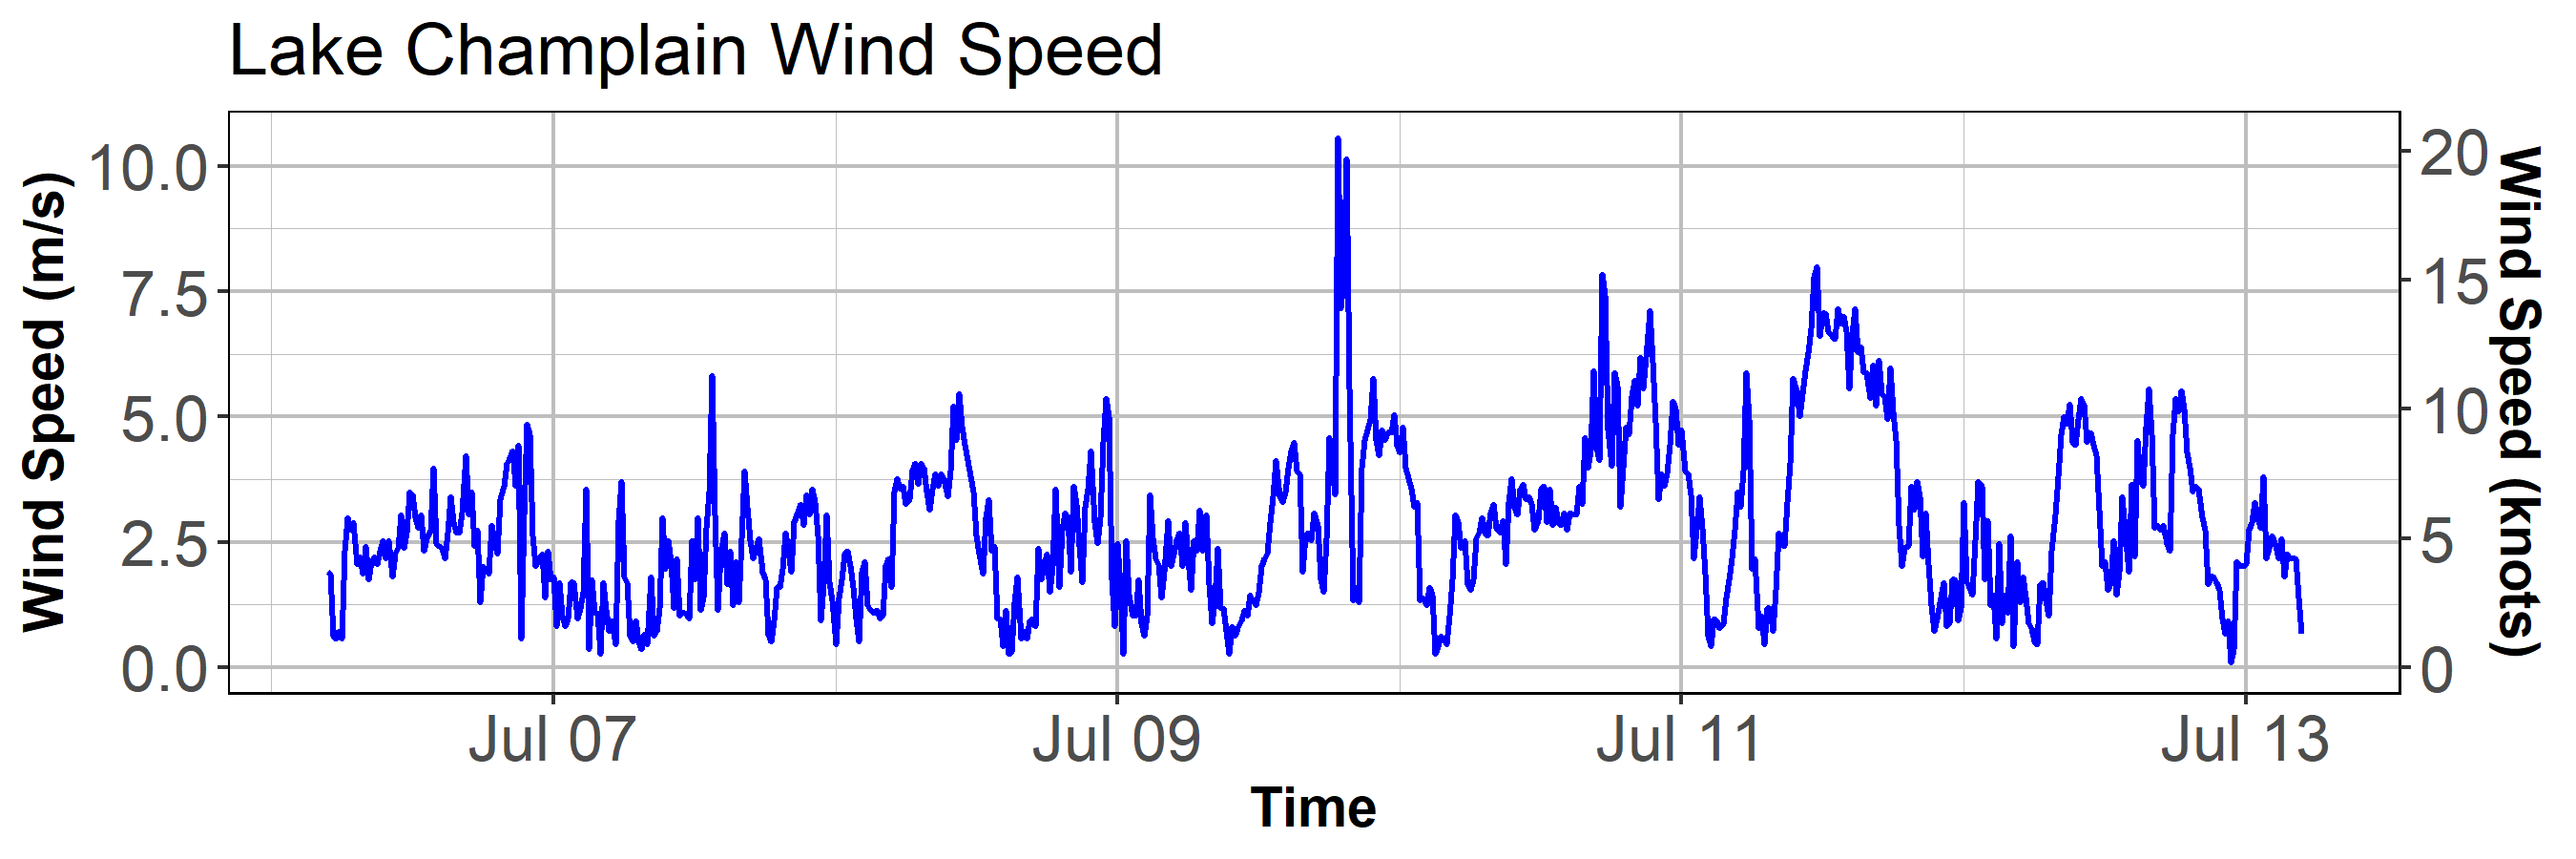 Lake Champlain Wind Speed
Wind Speed (m/s)
10.0
7.5
5.0
2.5
0.0
20
15
10
5
0
Wind Speed (knots)
Jul 07
Jul 09
Jul 11
Jul 13
Time